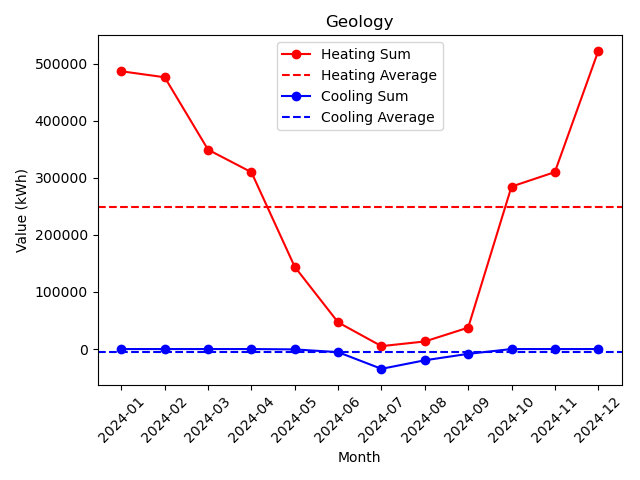 Geology
Heating Sum
Heating Average
Cooling Sum
Cooling Average
Value (kWh)
500000
400000
300000
200000
100000
0
2024-01
2024-02
2024-03
2024-04
2024-05
2024-06
2024-07
2024-08
2024-09
2024-10
2024-11
2024-12
Month